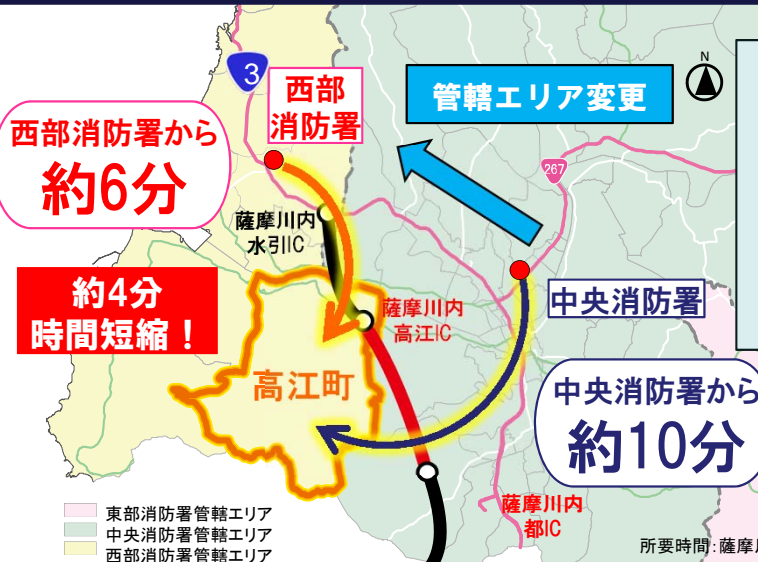 N
3
西部
消防署
管轄エリア変更
西部消防署から
約6分
267
薩摩川内
水引IC
約4分
時間短縮！
中央消防署
薩摩川内
高江IC
高江町
中央消防署から
約10分
薩摩川内
都IC
東部消防署管轄エリア
中央消防署管轄エリア
西部消防署管轄エリア
所要時間：薩摩